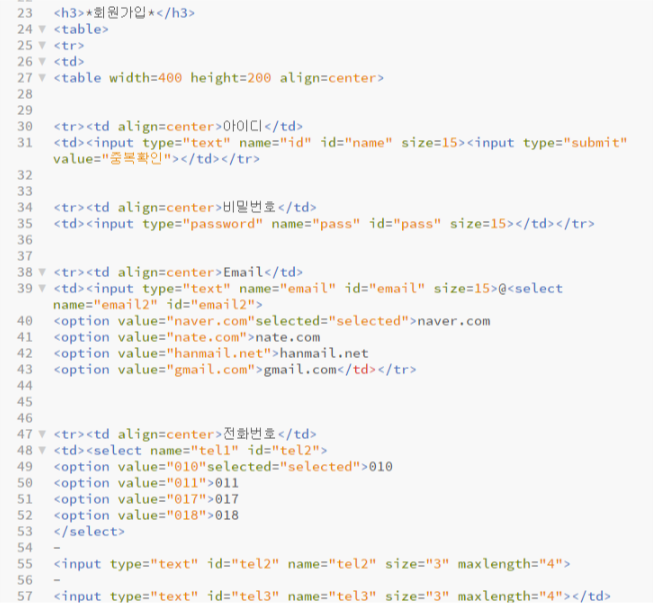 23 <h3>*회원가입*</h3>
24 <table>
25 <tr>
26 <td>
27 <table width=400 height=200 align=center>
28
29
30 <tr><td align=center>아이디</td>
31 <td><input type="text" name="id" id="name" size=15><input type="submit"
value="중복확인"></td></tr>
32
33
34 <tr><td align=center>비밀번호</td>
35 <td><input type="password" name="pass" id="pass" size=15></td></tr>
36
37
38 <tr><td align=center>Email</td>
39 <td><input type="text" name="email" id="email" size=15>@<select
name="email2" id="email2">
40 <option value="naver.com"selected="selected">naver.com
41 <option value="nate.com">nate.com
42 <option value="hanmail.net">hanmail.net
43 <option value="gmail.com">gmail.com</td></tr>
44
45
46
47 <tr><td align=center>전화번호</td>
48 <td><select name="tel1" id="tel2">
49 <option value="010"selected="selected">010
50 <option value="011">011
51 <option value="017">017
52 <option value="018">018
53 </select>
54 -
55 <input type="text" id="tel2" name="tel2" size="3" maxlength="4">
56 -
57 <input type="text" id="tel3" name="tel3" size="3" maxlength="4"></td>